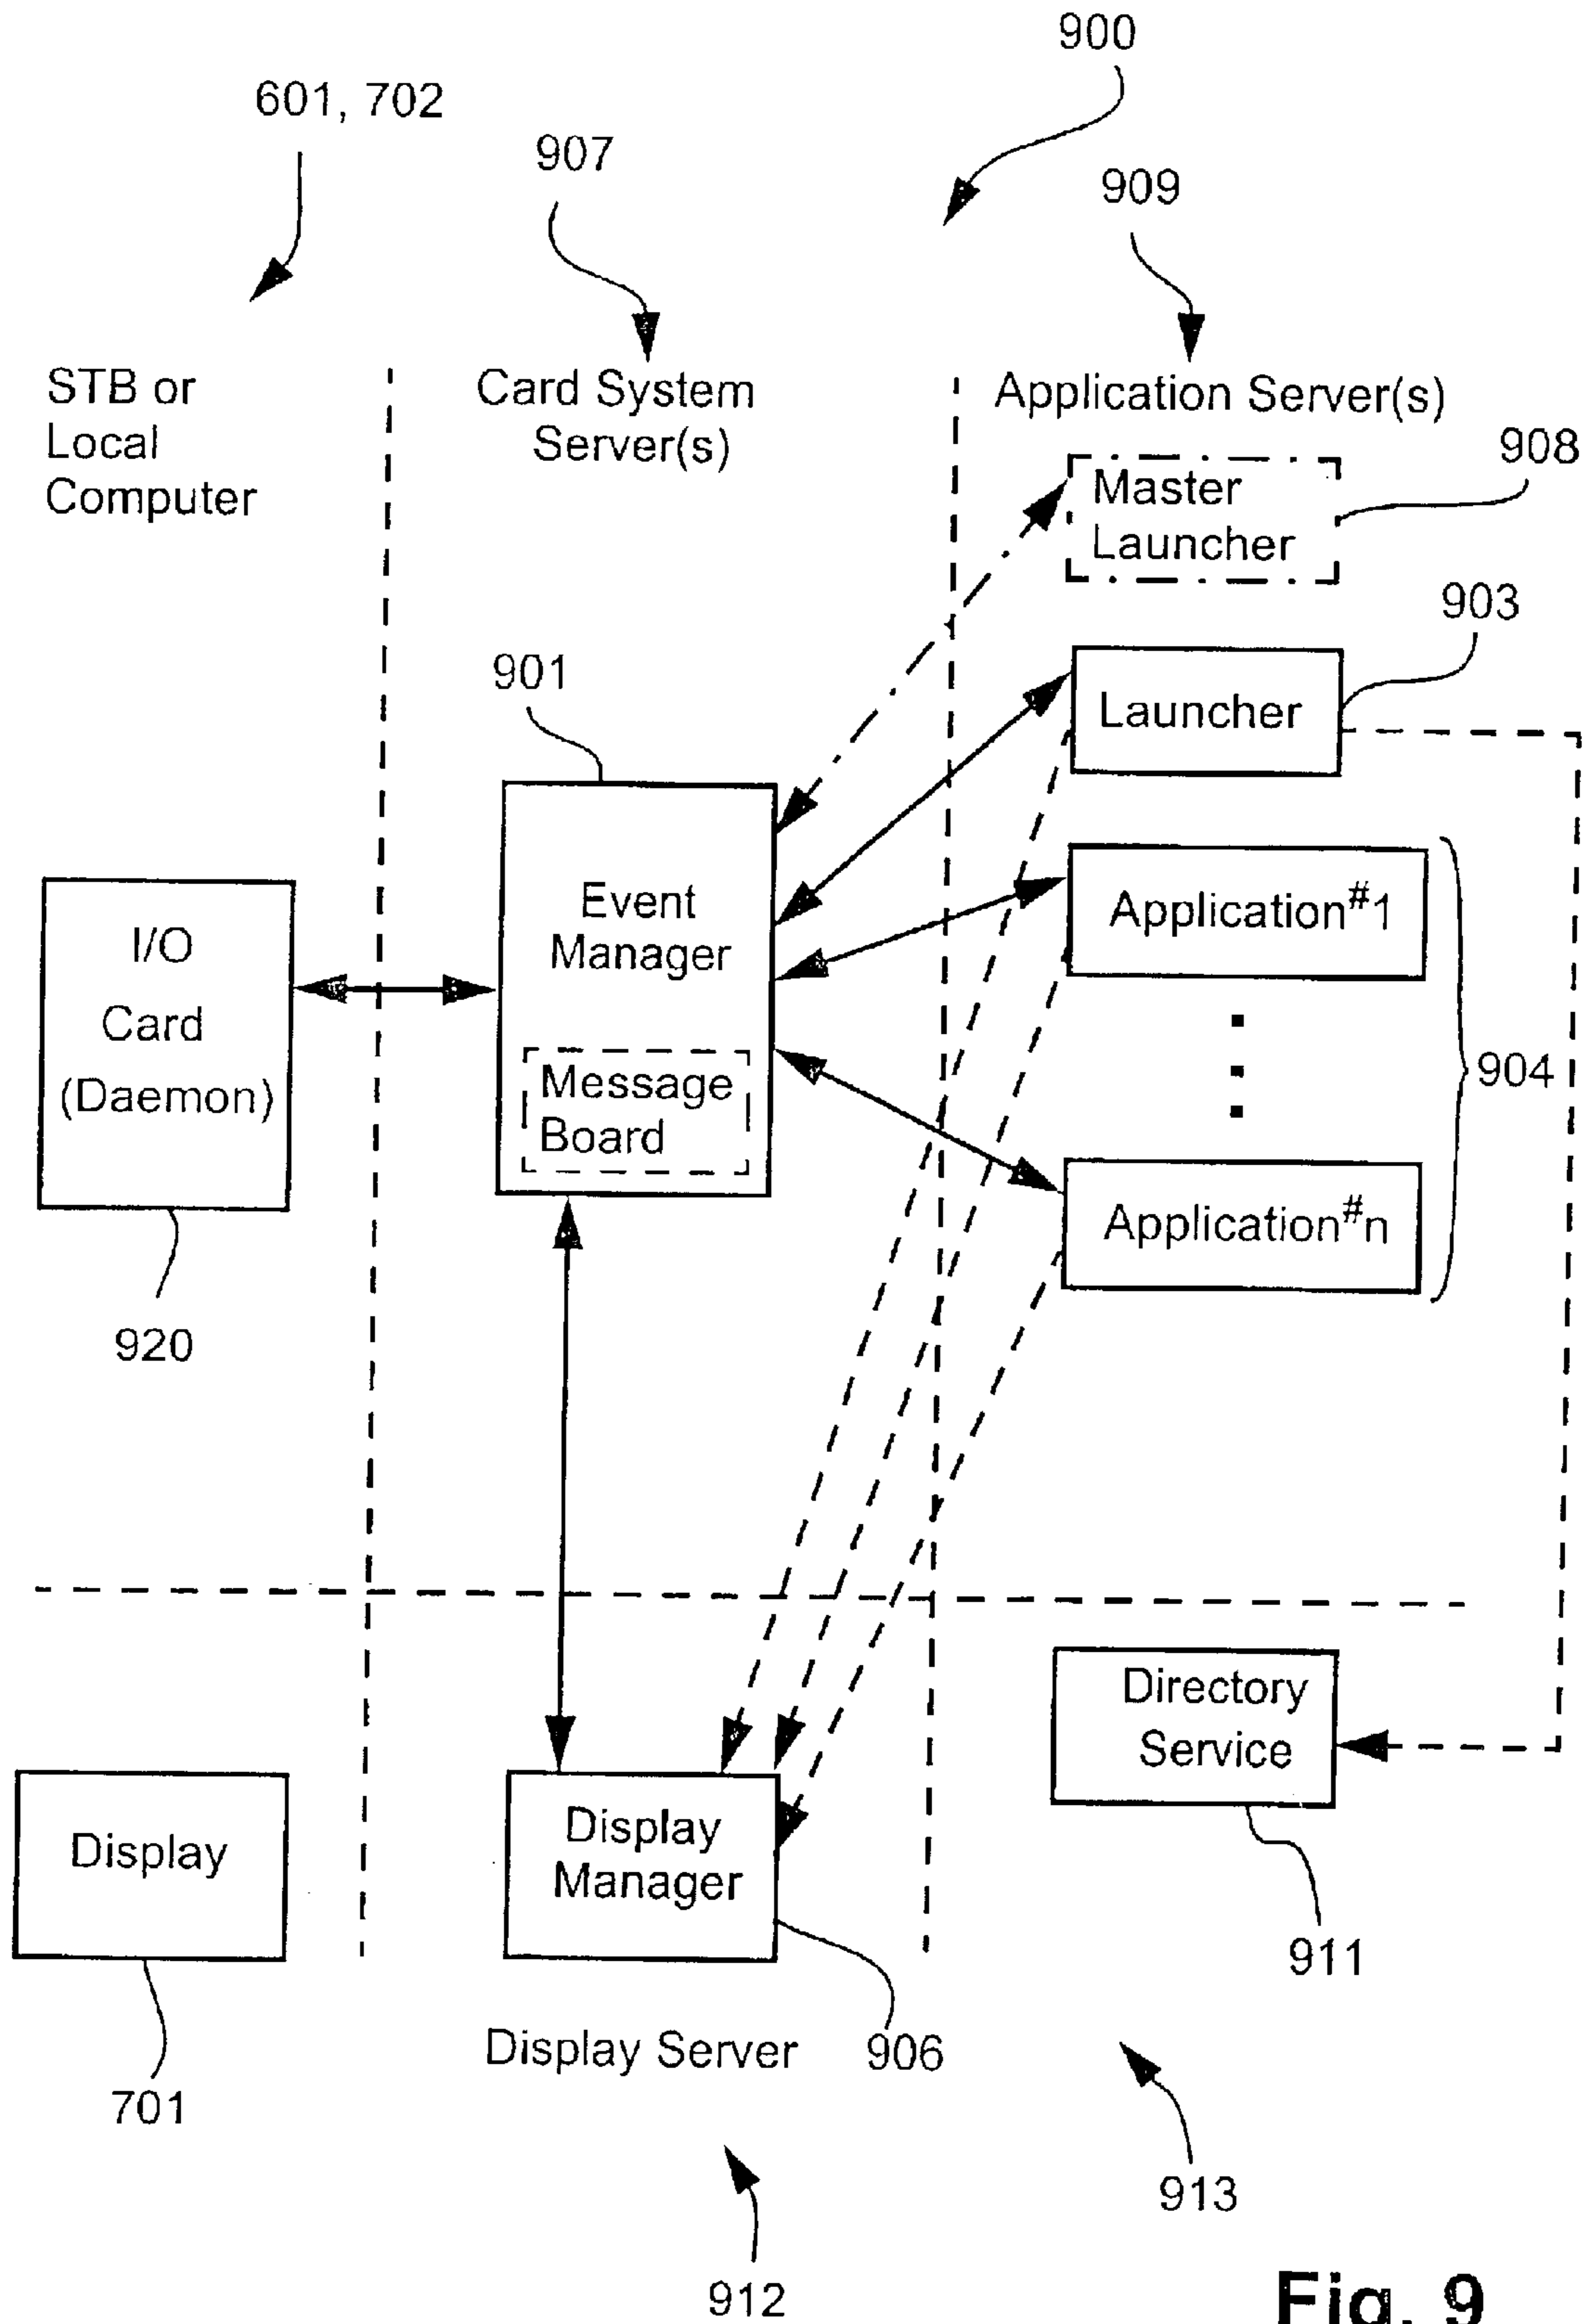 900
601, 702
907
909
STB or
Local
Computer
Card System
Server(s)
Application Server(s)
908
Master
Launcher
903
901
Launcher
Event
Manager
Application#1
I/O
Card
(Daemon)
Message
Board
904
Application#n
920
Directory
Service
Display
Manager
Display
911
Display Server
906
701
913
912
Fig. 9